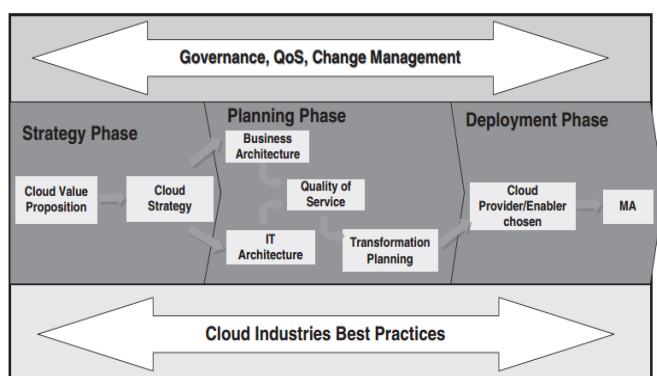 Governance, QoS, Change Management
Strategy Phase
Planning Phase
Deployment Phase
Cloud Value
Proposition
Cloud
Strategy
Business
Architecture
Quality of
Service
IT
Architecture
Transformation
Planning
Cloud
Provider/Enabler
chosen
MA
Cloud Industries Best Practices